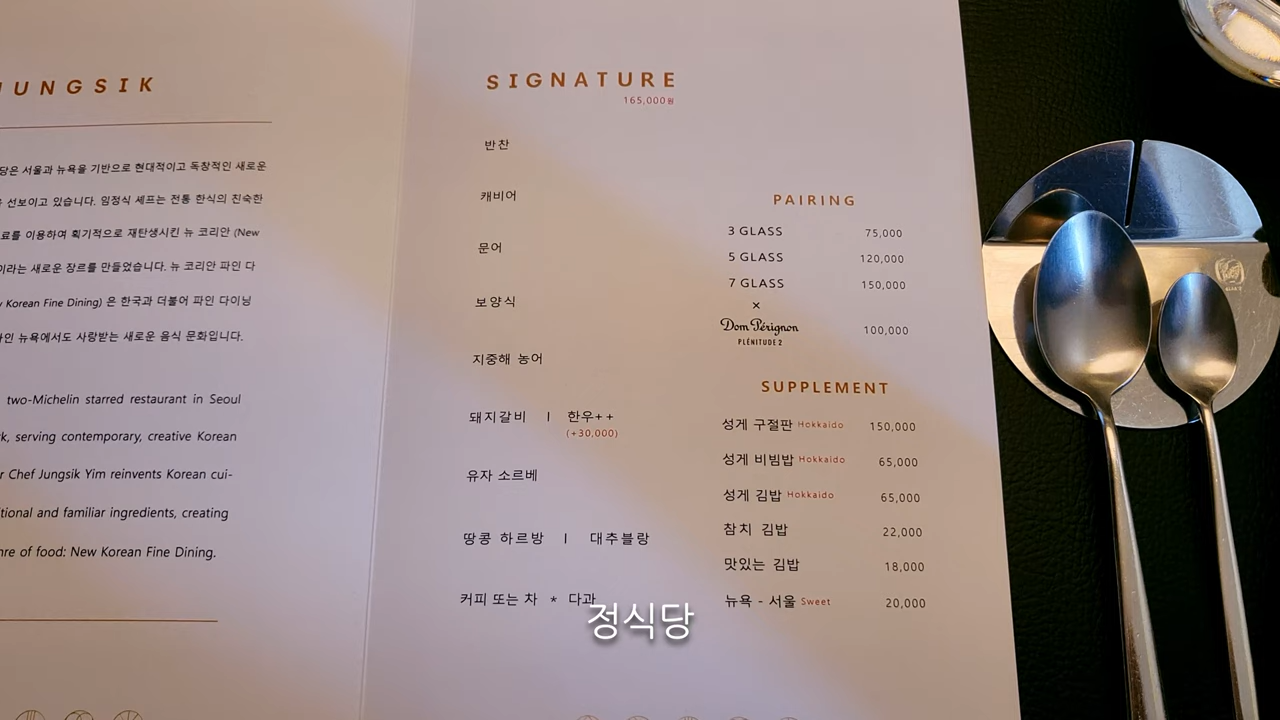 JUNGSIK
당은 서울과 뉴욕을 기반으로 현대적이고 독창적인 새로운
선보이고 있습니다. 임정식 셰프는 전통 한식의 친숙한
료를 이용하여 획기적으로 재탄생시킨 뉴 코리안 (New
이라는 새로운 장르를 만들었습니다. 뉴 코리안 파인 다
Korean Fine Dining) 은 한국과 더불어 파인 다이닝
인 뉴욕에서도 사랑받는 새로운 음식 문화입니다.
two-Michelin starred restaurant in Seoul
k, serving contemporary, creative Korean
r Chef Jungsik Yim reinvents Korean cui-
itional and familiar ingredients, creating
nre of food: New Korean Fine Dining.
SIGNATURE
165,000원
반찬
캐비어
문어
보양식
지중해 농어
돼지갈비 | 한우++
(+30,000)
유자 소르베
땅콩 하르방 | 대추블랑
커피 또는 차 * 다과
PAIRING
3 GLASS 75,000
5 GLASS 120,000
7 GLASS 150,000
×
Dom Pérignon 100,000
PLÉNITUDE 2
SUPPLEMENT
성게 구절판 Hokkaido 150,000
성게 비빔밥 Hokkaido 65,000
성게 김밥 Hokkaido 65,000
참치 김밥 22,000
맛있는 김밥 18,000
뉴욕 - 서울 Sweet 20,000
정식당